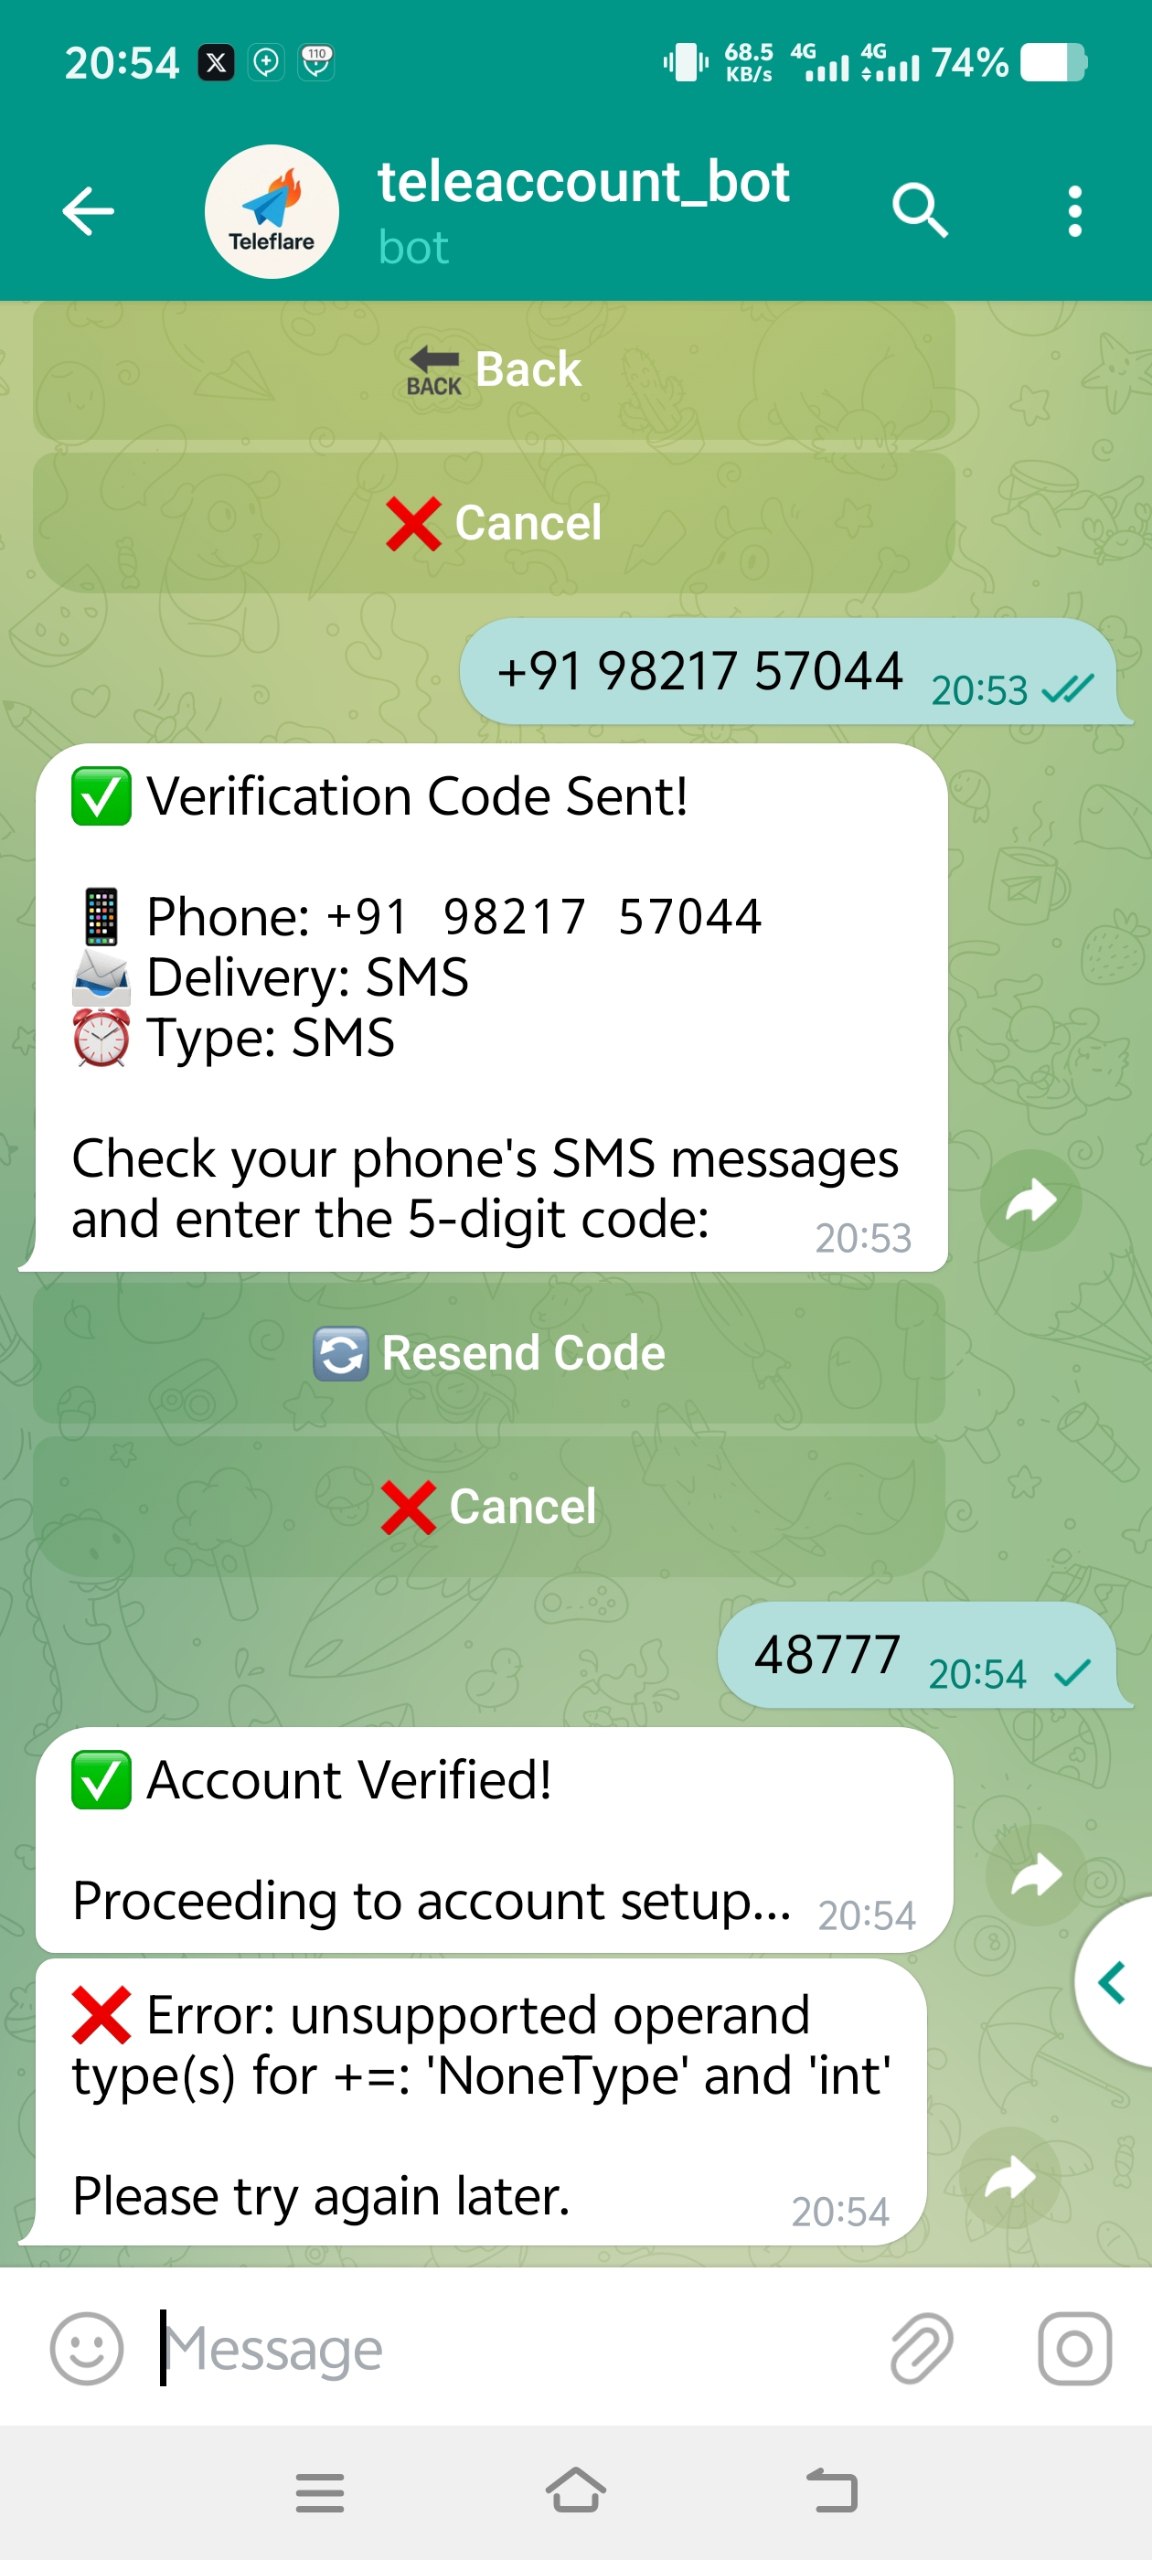 20:54
110
68.5 KB/s
4G
4G
74%
Teleflare
teleaccount_bot
bot
BACK Back
Cancel
+91 98217 57044 20:53
Verification Code Sent!
Phone: +91 98217 57044
Delivery: SMS
Type: SMS
Check your phone's SMS messages
and enter the 5-digit code: 20:53
Resend Code
Cancel
48777 20:54
Account Verified!
Proceeding to account setup... 20:54
Error: unsupported operand
type(s) for +=: 'NoneType' and 'int'
Please try again later. 20:54
Message